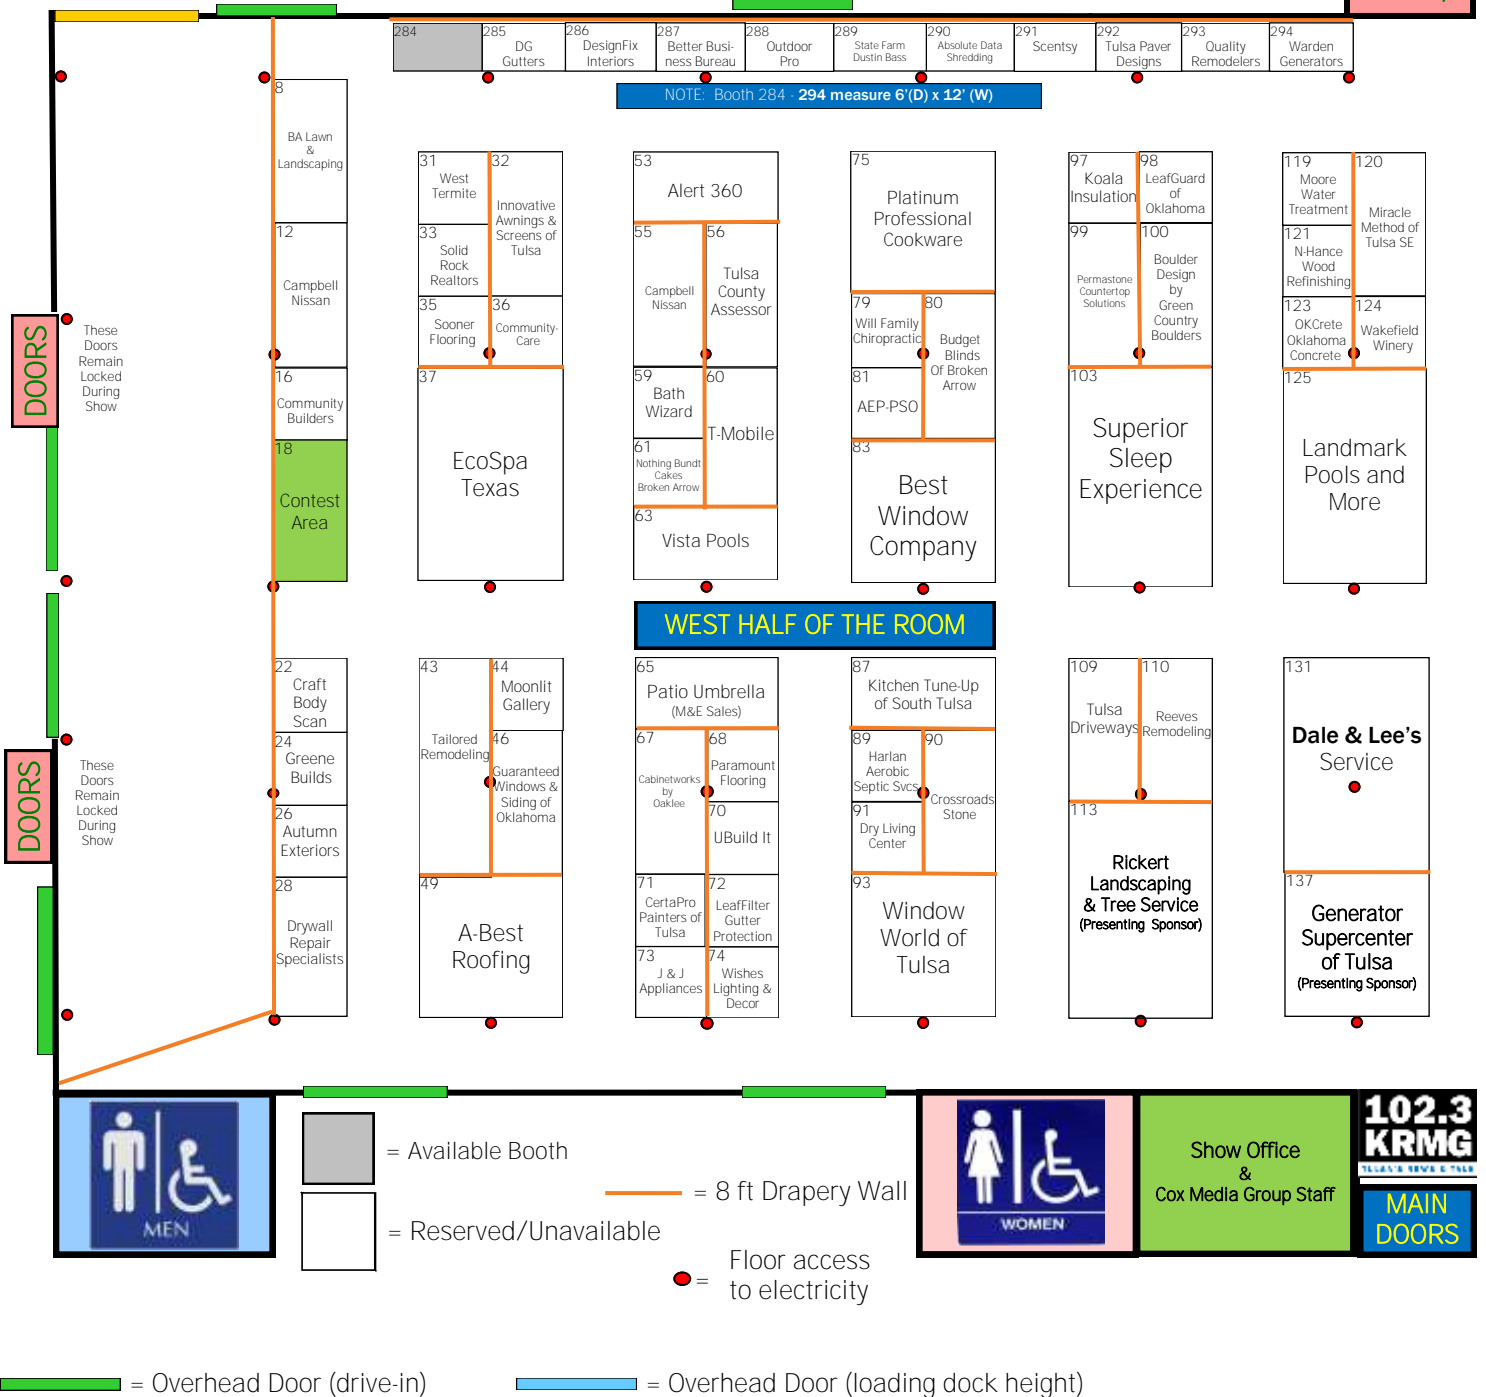 284
285
DG
Gutters
286
DesignFix
Interiors
287
Better Busi-
ness Bureau
288
Outdoor
Pro
289
State Farm
Dustin Bass
290
Absolute Data
Shredding
291
Scentsy
292
Tulsa Paver
Designs
293
Quality
Remodelers
294
Warden
Generators
NOTE: Booth 284 - 294 measure 6'(D) x 12' (W)
8
BA Lawn
&
Landscaping
12
Campbell
Nissan
16
Community
Builders
18
Contest
Area
31
West
Termite
32
Innovative
Awnings &
Screens of
Tulsa
33
Solid
Rock
Realtors
35
Sooner
Flooring
36
Community-
Care
37
EcoSpa
Texas
53
Alert 360
55
Campbell
Nissan
56
Tulsa
County
Assessor
59
Bath
Wizard
60
T-Mobile
61
Nothing Bundt
Cakes
Broken Arrow
63
Vista Pools
75
Platinum
Professional
Cookware
79
Will Family
Chiropractic
80
Budget
Blinds
Of Broken
Arrow
81
AEP-PSO
83
Best
Window
Company
97
Koala
Insulation
98
LeafGuard
of
Oklahoma
99
Permastone
Countertop
Solutions
100
Boulder
Design
by
Green
Country
Boulders
103
Superior
Sleep
Experience
119
Moore
Water
Treatment
120
Miracle
Method of
Tulsa SE
121
N-Hance
Wood
Refinishing
123
OKCrete
Oklahoma
Concrete
124
Wakefield
Winery
125
Landmark
Pools and
More
DOORS
These
Doors
Remain
Locked
During
Show
WEST HALF OF THE ROOM
DOORS
These
Doors
Remain
Locked
During
Show
22
Craft
Body
Scan
24
Greene
Builds
26
Autumn
Exteriors
28
Drywall
Repair
Specialists
43
Tailored
Remodeling
44
Moonlit
Gallery
46
Guaranteed
Windows &
Siding of
Oklahoma
49
A-Best
Roofing
65
Patio Umbrella
(M&E Sales)
67
Cabinetworks
by
Oaklee
68
Paramount
Flooring
70
UBuild It
71
CertaPro
Painters of
Tulsa
72
LeafFilter
Gutter
Protection
73
J & J
Appliances
74
Wishes
Lighting &
Decor
87
Kitchen Tune-Up
of South Tulsa
89
Harlan
Aerobic
Septic Svcs
90
Crossroads
Stone
91
Dry Living
Center
93
Window
World of
Tulsa
109
Tulsa
Driveways
110
Reeves
Remodeling
113
Rickert
Landscaping
& Tree Service
(Presenting Sponsor)
131
Dale & Lee's
Service
137
Generator
Supercenter
of Tulsa
(Presenting Sponsor)
MEN
= Available Booth
= Reserved/Unavailable
= 8 ft Drapery Wall
= Floor access
to electricity
WOMEN
Show Office
&
Cox Media Group Staff
102.3
KRMG
TULSA'S NEWS & TALK
MAIN
DOORS
= Overhead Door (drive-in)
= Overhead Door (loading dock height)